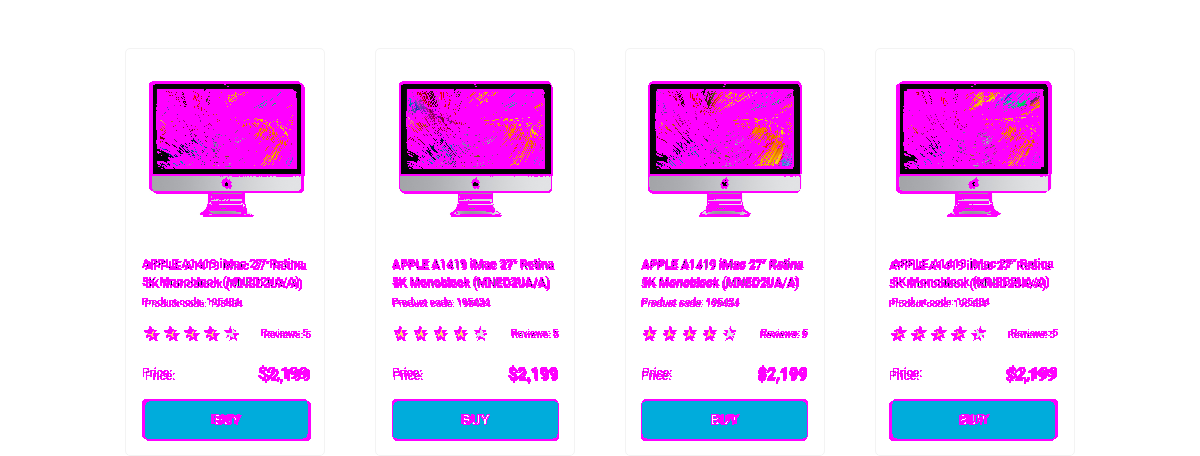 APPLE A1419 iMac 27" Retina
5K Monoblock (MNED2UA/A)
Product code: 195434
Reviews: 5
Price:
$2,199
BUY
APPLE A1419 iMac 27" Retina
5K Monoblock (MNED2UA/A)
Product code: 195434
Reviews: 5
Price:
$2,199
BUY
APPLE A1419 iMac 27" Retina
5K Monoblock (MNED2UA/A)
Product code: 195434
Reviews: 5
Price:
$2,199
BUY
APPLE A1419 iMac 27" Retina
5K Monoblock (MNED2UA/A)
Product code: 195434
Reviews: 5
Price:
$2,199
BUY